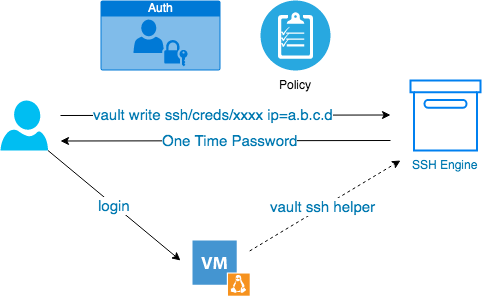 Auth
Policy
vault write ssh/creds/xxxx ip=a.b.c.d
One Time Password
SSH Engine
login
vault ssh helper
VM